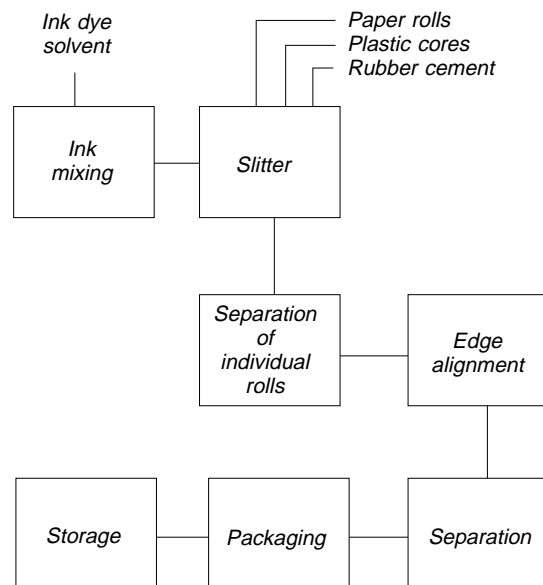 Ink dye
solvent
Paper rolls
Plastic cores
Rubber cement
Ink
mixing
Slitter
Separation
of
individual
rolls
Edge
alignment
Storage
Packaging
Separation